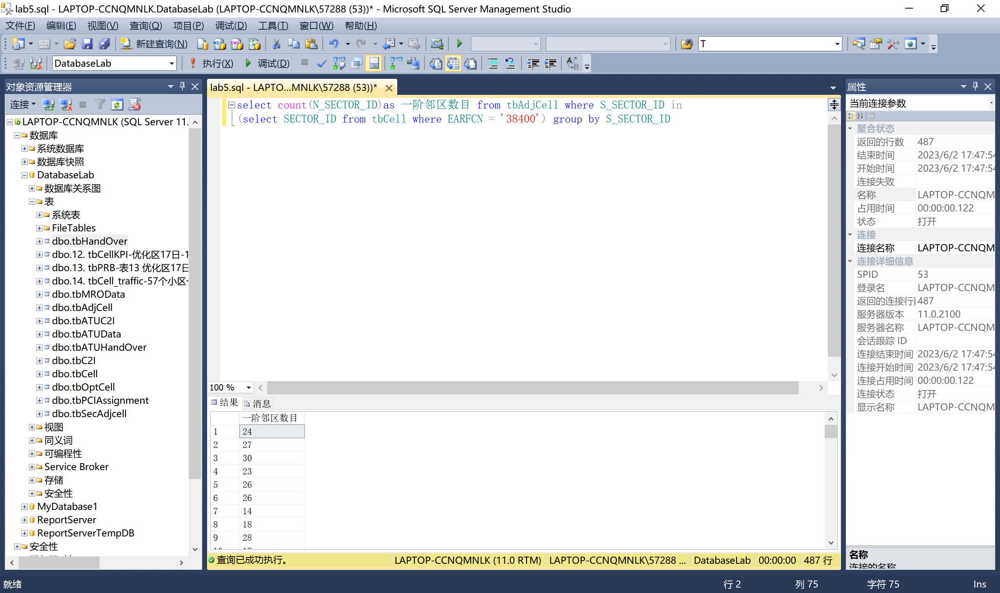 lab5.sql - LAPTOP-CCNQMNLK.DatabaseLab (LAPTOP-CCNQMNLK\57288 (53))* - Microsoft SQL Server Management Studio
文件(F) 编辑(E) 视图(V) 查询(Q) 项目(P) 调试(D) 工具(T) 窗口(W) 帮助(H)
新建查询(N) T
DatabaseLab 执行(X) 调试(D)
对象资源管理器
连接
LAPTOP-CCNQMNLK (SQL Server 11.
数据库
系统数据库
数据库快照
DatabaseLab
数据库关系图
表
系统表
FileTables
dbo.tbHandOver
dbo.12. tbCellKPI-优化区17日-1
dbo.13. tbPRB-表13 优化区17日
dbo.14. tbCell_traffic-57个小区-
dbo.tbMROData
dbo.tbAdjCell
dbo.tbATUC2I
dbo.tbATUData
dbo.tbATUHandOver
dbo.tbC2I
dbo.tbCell
dbo.tbOptCell
dbo.tbPCIAssignment
dbo.tbSecAdjcell
视图
同义词
可编程性
Service Broker
存储
安全性
MyDatabase1
ReportServer
ReportServerTempDB
安全性
lab5.sql - LAPTO...MNLK\57288 (53))*
select count(N_SECTOR_ID)as 一阶邻区数目 from tbAdjCell where S_SECTOR_ID in
(select SECTOR_ID from tbCell where EARFCN = '38400') group by S_SECTOR_ID
100 %
结果 消息
一阶邻区数目
1 24
2 27
3 30
4 23
5 26
6 26
7 14
8 18
9 28
查询已成功执行。 LAPTOP-CCNQMNLK (11.0 RTM) LAPTOP-CCNQMNLK\57288 ... DatabaseLab 00:00:00 487 行
属性
当前连接参数
聚合状态
返回的行数 487
结束时间 2023/6/2 17:47:54
开始时间 2023/6/2 17:47:54
连接失败
名称 LAPTOP-CCNQM
占用时间 00:00:00.122
状态 打开
连接
连接名称 LAPTOP-CCNQM
连接详细信息
SPID 53
登录名 LAPTOP-CCNQM
返回的连接行数 487
服务器版本 11.0.2100
服务器名称 LAPTOP-CCNQM
会话跟踪 ID
连接结束时间 2023/6/2 17:47:54
连接开始时间 2023/6/2 17:47:54
连接占用时间 00:00:00.122
连接状态 打开
显示名称 LAPTOP-CCNQM
名称
连接的名称
就绪 行 2 列 75 字符 75 Ins